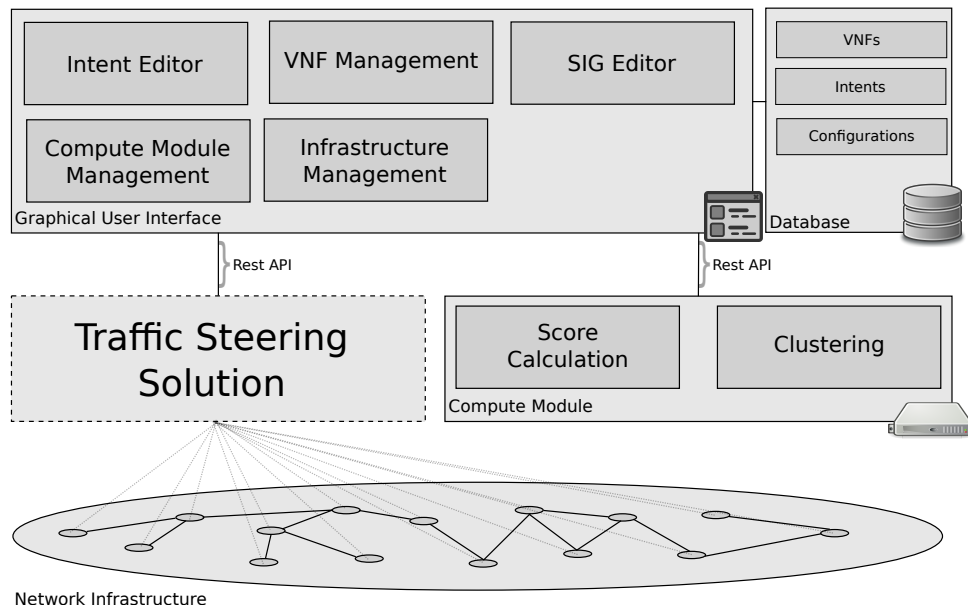 Intent Editor
VNF Management
SIG Editor
Compute Module
Management
Infrastructure
Management
Graphical User Interface
VNFs
Intents
Configurations
Database
Rest API
Rest API
Traffic Steering
Solution
Score
Calculation
Clustering
Compute Module
Network Infrastructure